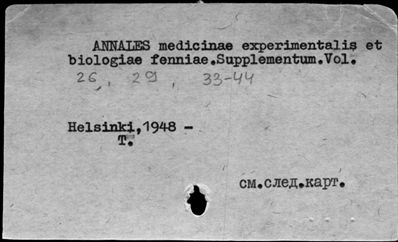 ANNALES medicinae experimentalis et
biologiae fenniae.Supplementum.Vol.
26, 29, 33-44
Helsinki,1948 -
T.
см.след.карт.